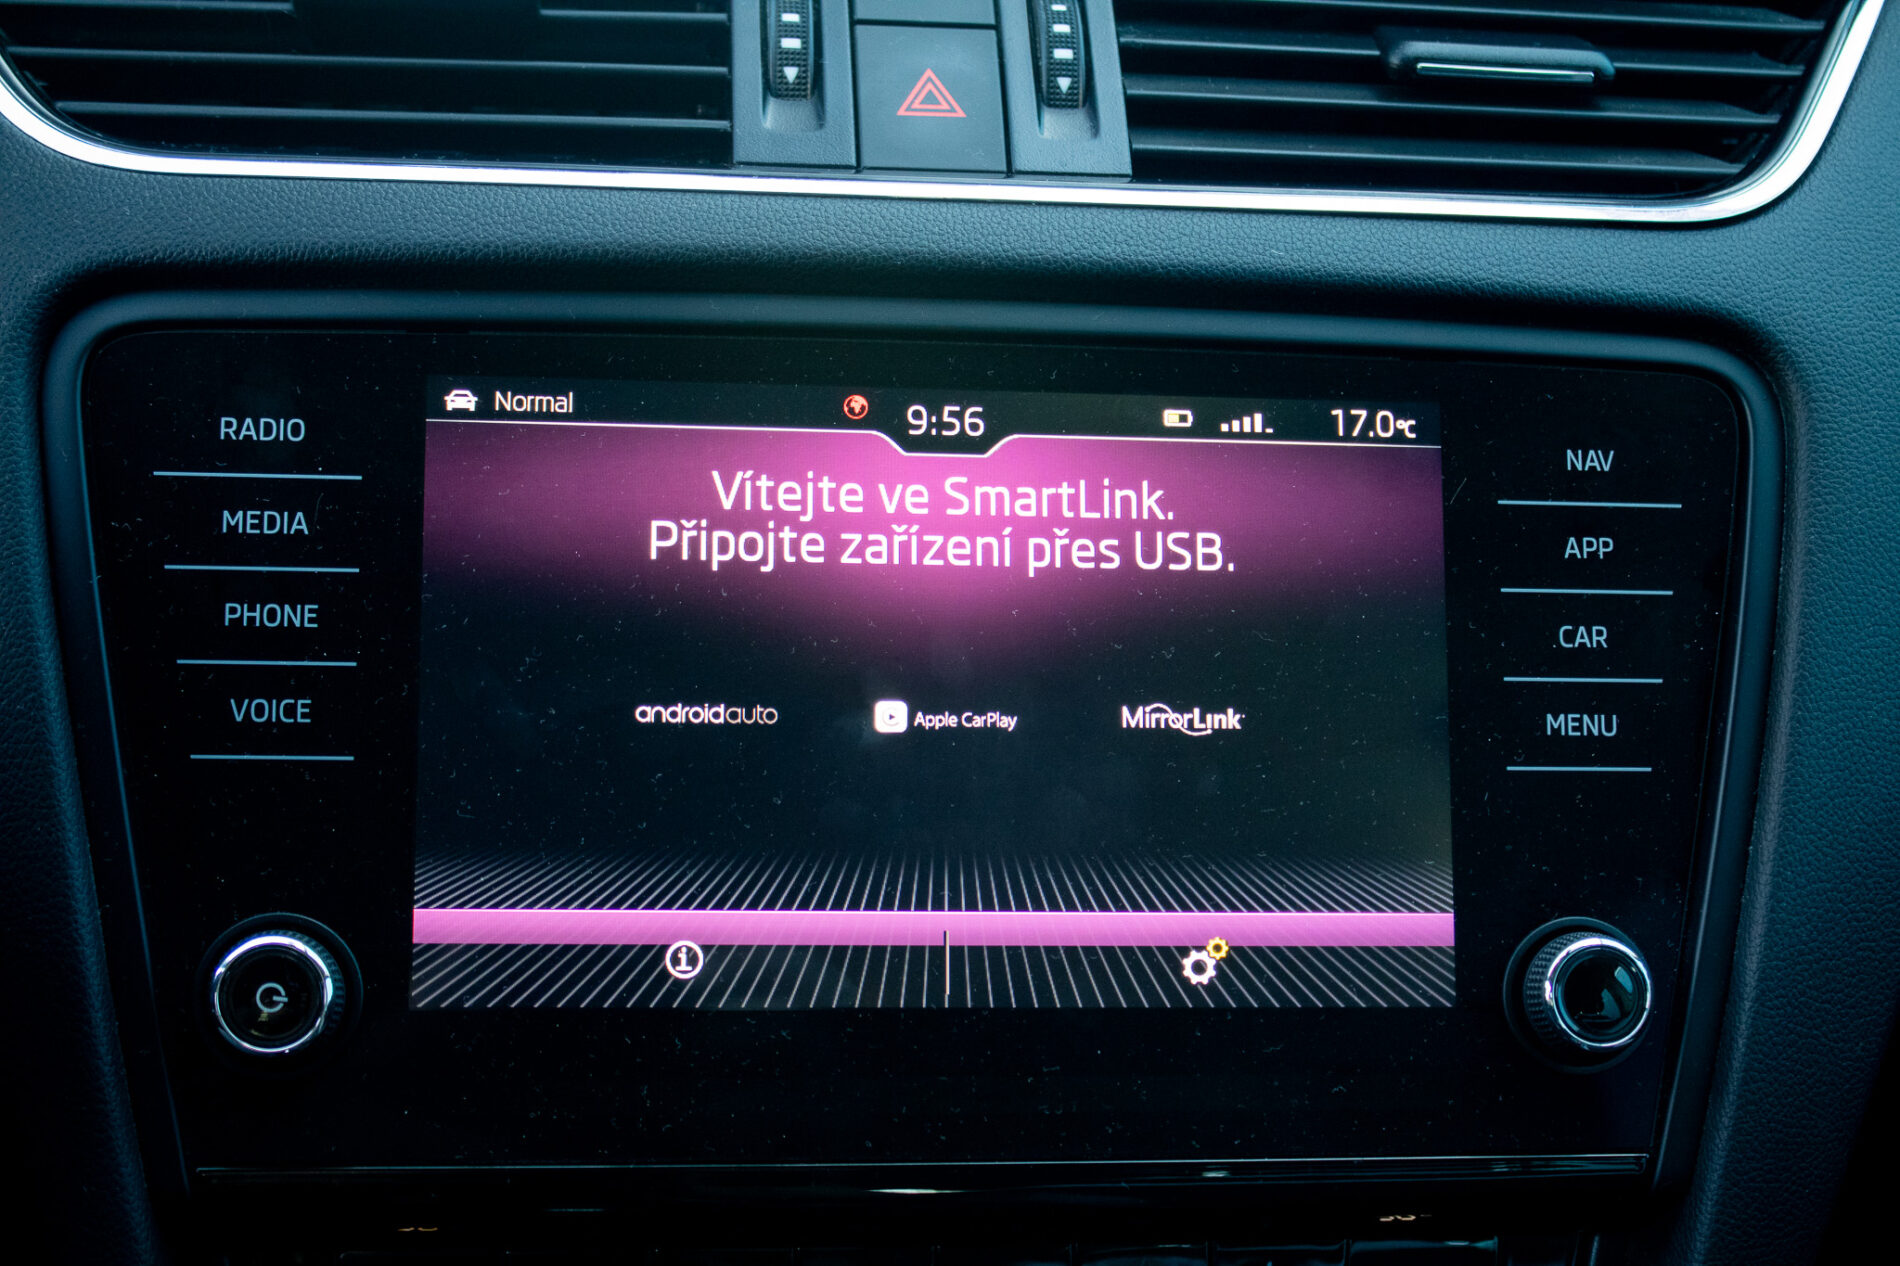 Normal
9:56
17.0°C
Vítejte ve SmartLink.
Připojte zařízení přes USB.
androidauto
Apple CarPlay
MirrorLink
RADIO
MEDIA
PHONE
VOICE
NAV
APP
CAR
MENU